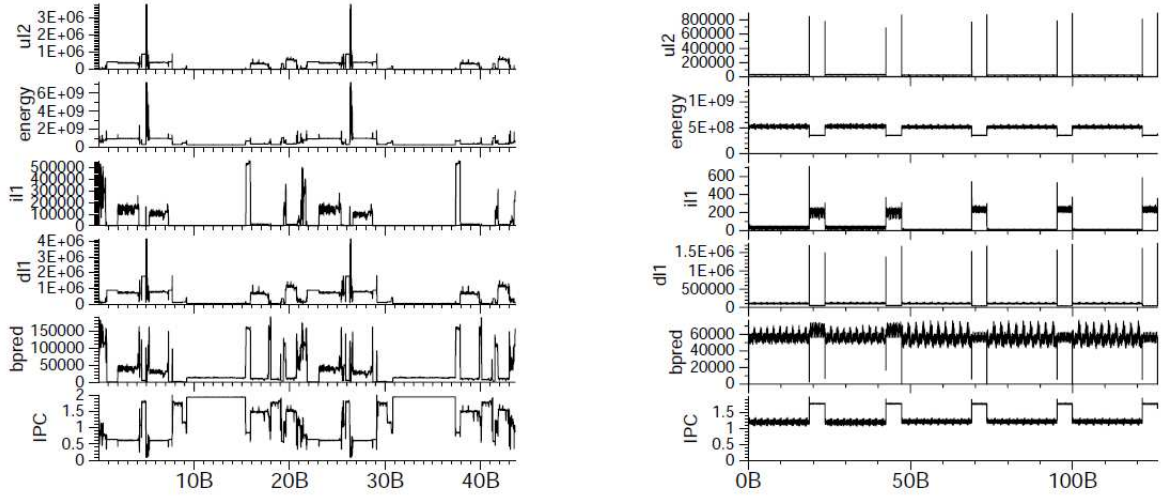 3E+06
2E+06
1E+06
0
ul2
6E+09
4E+09
2E+09
energy
500000
400000
300000
200000
100000
0
il1
4E+06
3E+06
2E+06
1E+06
0
dl1
150000
100000
50000
0
bpred
2
1.5
1
0.5
0
IPC
10B 20B 30B 40B
800000
600000
400000
200000
0
ul2
1E+09
5E+08
0
energy
600
400
200
0
il1
1.5E+06
1E+06
500000
0
dl1
60000
40000
20000
0
bpred
1.5
1
0.5
0
IPC
0B 50B 100B